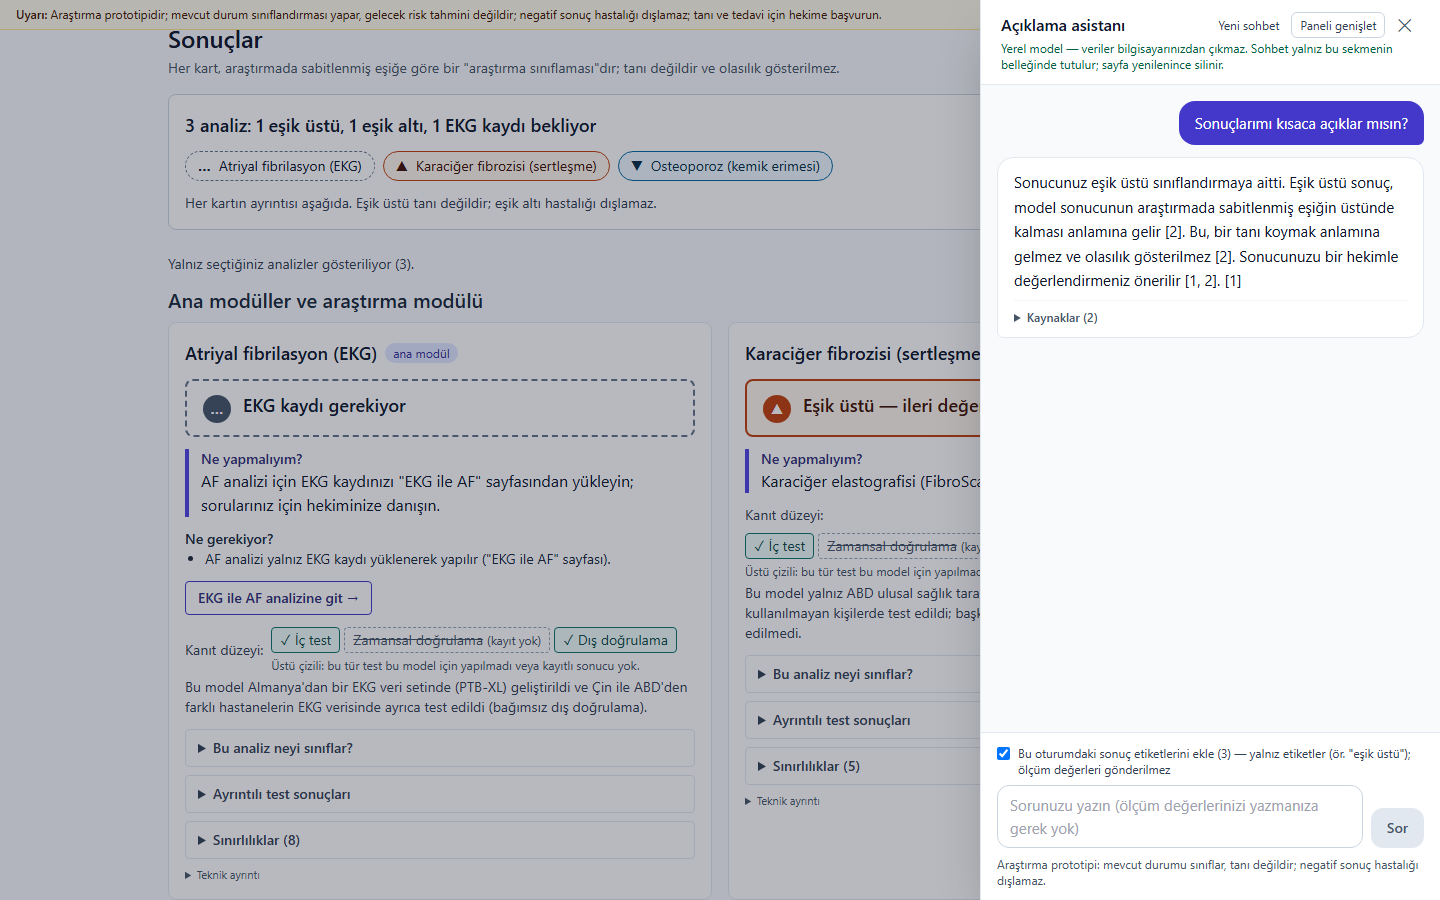 Uyarı: Araştırma prototipidir; mevcut durum sınıflandırması yapar, gelecek risk tahmini değildir; negatif sonuç hastalığı dışlamaz; tanı ve tedavi için hekime başvurun.
Sonuçlar
Her kart, araştırmada sabitlenmiş eşiğe göre bir "araştırma sınıflaması"dır; tanı değildir ve olasılık gösterilmez.
3 analiz: 1 eşik üstü, 1 eşik altı, 1 EKG kaydı bekliyor
... Atriyal fibrilasyon (EKG)
▲ Karaciğer fibrozisi (sertleşme)
▼ Osteoporoz (kemik erimesi)
Her kartın ayrıntısı aşağıda. Eşik üstü tanı değildir; eşik altı hastalığı dışlamaz.
Yalnız seçtiğiniz analizler gösteriliyor (3).
Ana modüller ve araştırma modülü
Atriyal fibrilasyon (EKG) ana modül
... EKG kaydı gerekiyor
Ne yapmalıyım?
AF analizi için EKG kaydınızı "EKG ile AF" sayfasından yükleyin;
sorularınız için hekiminize danışın.
Ne gerekiyor?
• AF analizi yalnız EKG kaydı yüklenerek yapılır ("EKG ile AF" sayfası).
EKG ile AF analizine git →
Kanıt düzeyi: ✓ İç test Zamansal doğrulama (kayıt yok) ✓ Dış doğrulama
Üstü çizili: bu tür test bu model için yapılmadı veya kayıtlı sonucu yok.
Bu model Almanya'dan bir EKG veri setinde (PTB-XL) geliştirildi ve Çin ile ABD'den
farklı hastanelerin EKG verisinde ayrıca test edildi (bağımsız dış doğrulama).
▶ Bu analiz neyi sınıflar?
▶ Ayrıntılı test sonuçları
▶ Sınırlılıklar (8)
▶ Teknik ayrıntı
Karaciğer fibrozisi (sertleşme
▲ Eşik üstü — ileri değe
Ne yapmalıyım?
Karaciğer elastografisi (FibroSca
Kanıt düzeyi:
✓ İç test Zamansal doğrulama (kay
Üstü çizili: bu tür test bu model için yapılmad
Bu model yalnız ABD ulusal sağlık tara
kullanılmayan kişilerde test edildi; başk
edilmedi.
▶ Bu analiz neyi sınıflar?
▶ Ayrıntılı test sonuçları
▶ Sınırlılıklar (5)
▶ Teknik ayrıntı
Açıklama asistanı
Yeni sohbet
Paneli genişlet
Yerel model — veriler bilgisayarınızdan çıkmaz. Sohbet yalnız bu sekmenin
belleğinde tutulur; sayfa yenilenince silinir.
Sonuçlarımı kısaca açıklar mısın?
Sonucunuz eşik üstü sınıflandırmaya aitti. Eşik üstü sonuç,
model sonucunun araştırmada sabitlenmiş eşiğin üstünde
kalması anlamına gelir [2]. Bu, bir tanı koymak anlamına
gelmez ve olasılık gösterilmez [2]. Sonucunuzu bir hekimle
değerlendirmeniz önerilir [1, 2]. [1]
▶ Kaynaklar (2)
Bu oturumdaki sonuç etiketlerini ekle (3) — yalnız etiketler (ör. "eşik üstü");
ölçüm değerleri gönderilmez
Sorunuzu yazın (ölçüm değerlerinizi yazmanıza
gerek yok)
Sor
Araştırma prototipi: mevcut durumu sınıflar, tanı değildir; negatif sonuç hastalığı
dışlamaz.